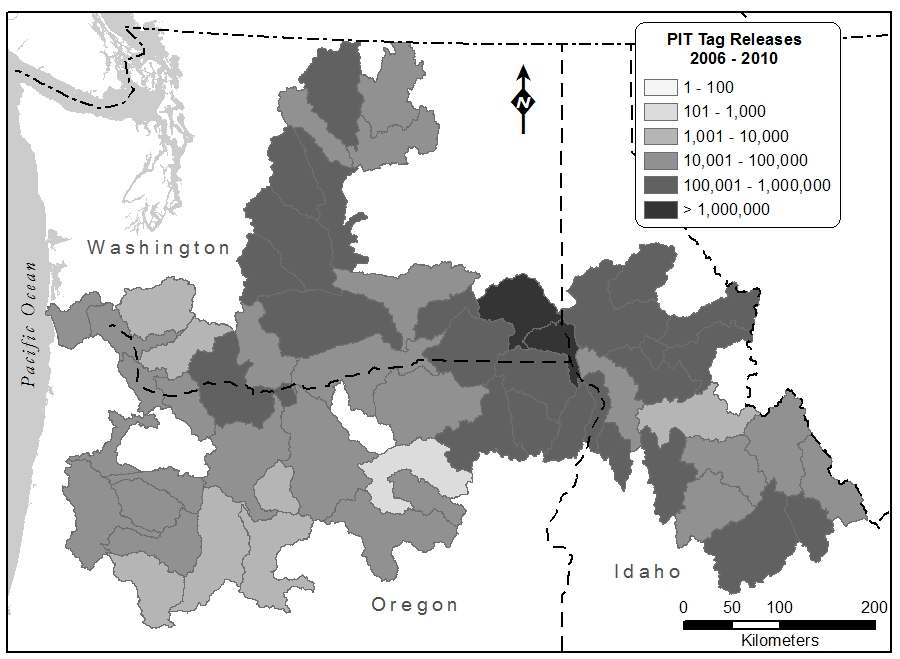 PIT Tag Releases
2006 - 2010
1 - 100
101 - 1,000
1,001 - 10,000
10,001 - 100,000
100,001 - 1,000,000
> 1,000,000
N
Washington
Pacific Ocean
Idaho
Oregon
0 50 100 200
Kilometers